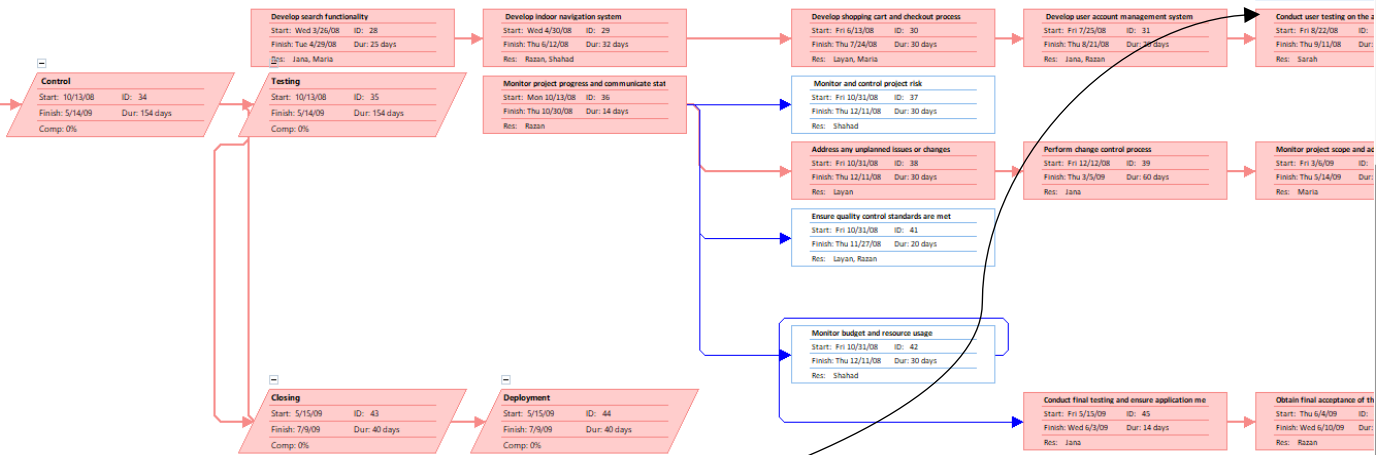 Develop search functionality
Start: Wed 3/26/08 ID: 28
Finish: Tue 4/29/08 Dur: 25 days
Res: Jana, Maria
Develop indoor navigation system
Start: Wed 4/30/08 ID: 29
Finish: Thu 6/12/08 Dur: 32 days
Res: Razan, Shahad
Develop shopping cart and checkout process
Start: Fri 6/13/08 ID: 30
Finish: Thu 7/24/08 Dur: 30 days
Res: Layan, Maria
Develop user account management system
Start: Fri 7/25/08 ID: 31
Finish: Thu 8/21/08 Dur: 20 days
Res: Jana, Razan
Conduct user testing on the a
Start: Fri 8/22/08 ID:
Finish: Thu 9/11/08 Dur:
Res: Sarah
Control
Start: 10/13/08 ID: 34
Finish: 5/14/09 Dur: 154 days
Comp: 0%
Testing
Start: 10/13/08 ID: 35
Finish: 5/14/09 Dur: 154 days
Comp: 0%
Monitor project progress and communicate stat
Start: Mon 10/13/08 ID: 36
Finish: Thu 10/30/08 Dur: 14 days
Res: Razan
Monitor and control project risk
Start: Fri 10/31/08 ID: 37
Finish: Thu 12/11/08 Dur: 30 days
Res: Shahad
Address any unplanned issues or changes
Start: Fri 10/31/08 ID: 38
Finish: Thu 12/11/08 Dur: 30 days
Res: Layan
Perform change control process
Start: Fri 12/12/08 ID: 39
Finish: Thu 3/5/09 Dur: 60 days
Res: Jana
Monitor project scope and ac
Start: Fri 3/6/09 ID:
Finish: Thu 5/14/09 Dur:
Res: Maria
Ensure quality control standards are met
Start: Fri 10/31/08 ID: 41
Finish: Thu 11/27/08 Dur: 20 days
Res: Layan, Razan
Monitor budget and resource usage
Start: Fri 10/31/08 ID: 42
Finish: Thu 12/11/08 Dur: 30 days
Res: Shahad
Closing
Start: 5/15/09 ID: 43
Finish: 7/9/09 Dur: 40 days
Comp: 0%
Deployment
Start: 5/15/09 ID: 44
Finish: 7/9/09 Dur: 40 days
Comp: 0%
Conduct final testing and ensure application me
Start: Fri 5/15/09 ID: 45
Finish: Wed 6/3/09 Dur: 14 days
Res: Jana
Obtain final acceptance of th
Start: Thu 6/4/09 ID:
Finish: Wed 6/10/09 Dur:
Res: Razan